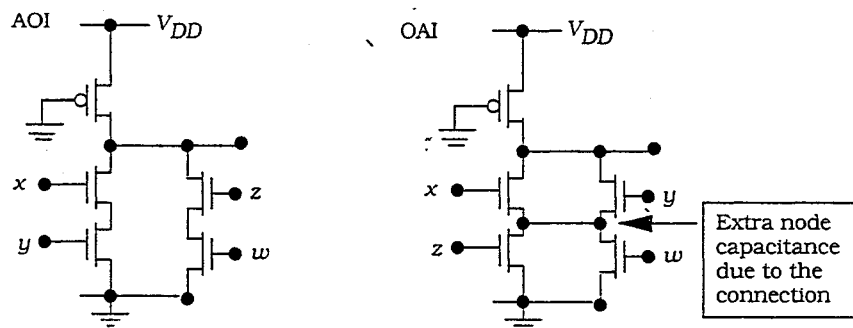 AOI
V_DD
OAI
V_DD
x
z
x
y
y
w
z
w
Extra node
capacitance
due to the
connection